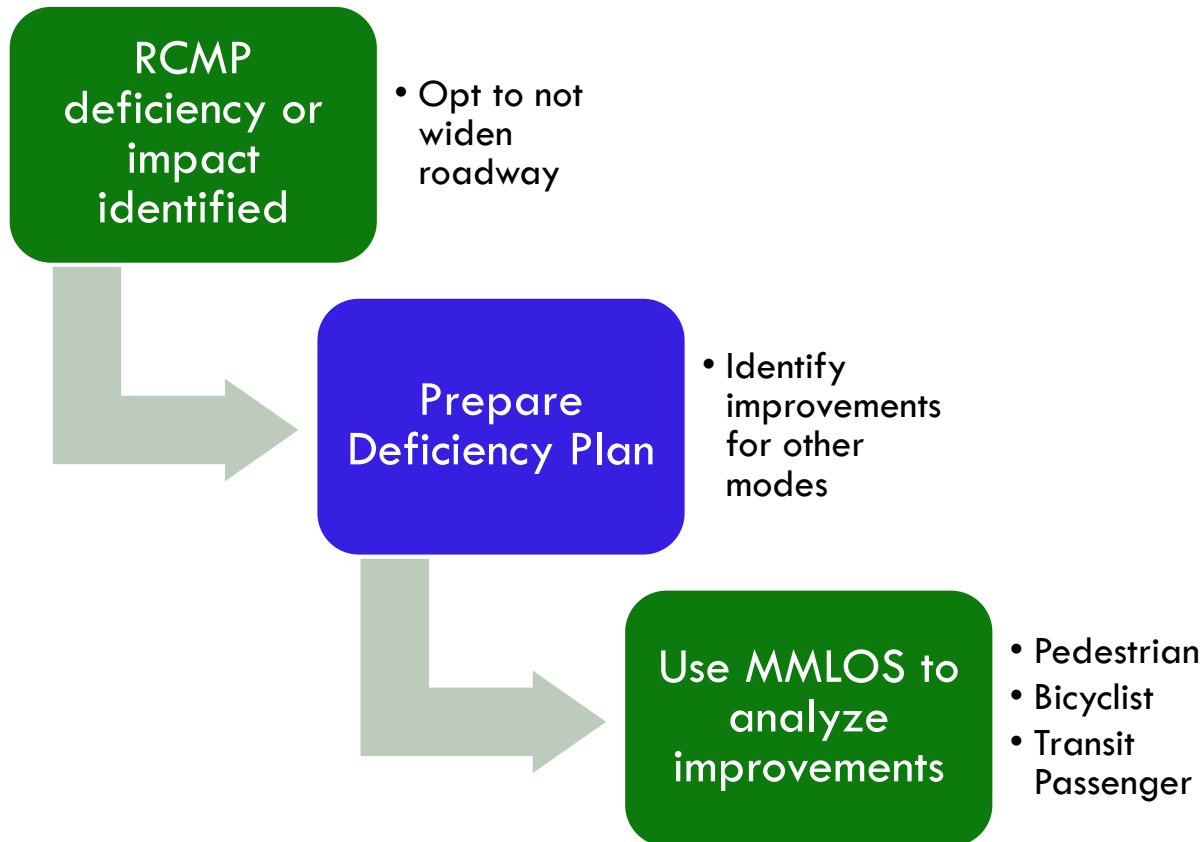 RCMP
deficiency or
impact
identified
• Opt to not
widen
roadway
Prepare
Deficiency Plan
• Identify
improvements
for other
modes
Use MMLOS to
analyze
improvements
• Pedestrian
• Bicyclist
• Transit
Passenger